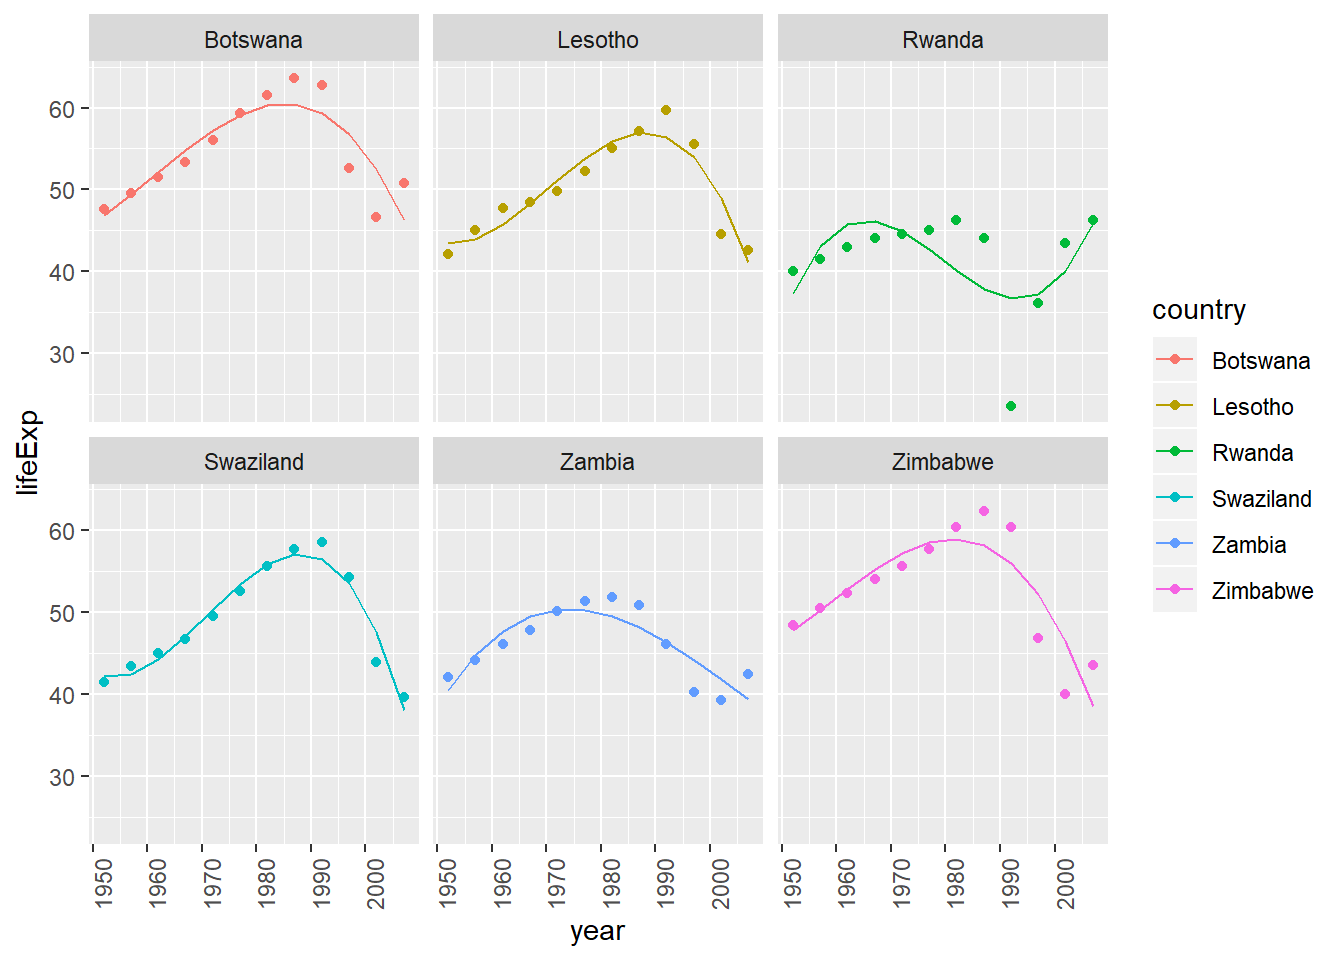 Botswana Lesotho Rwanda
60
50
40
30
Swaziland Zambia Zimbabwe
60
50
40
30
1950 1960 1970 1980 1990 2000 1950 1960 1970 1980 1990 2000 1950 1960 1970 1980 1990 2000
year
lifeExp
country
Botswana
Lesotho
Rwanda
Swaziland
Zambia
Zimbabwe